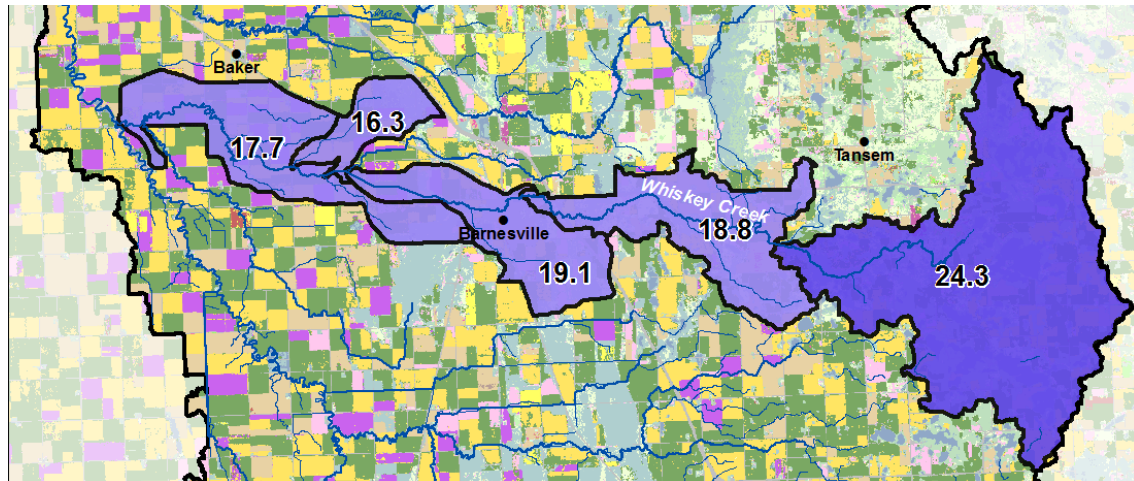 Baker
16.3
17.7
Tansem
Whiskey Creek
18.8
Barnesville
19.1
24.3